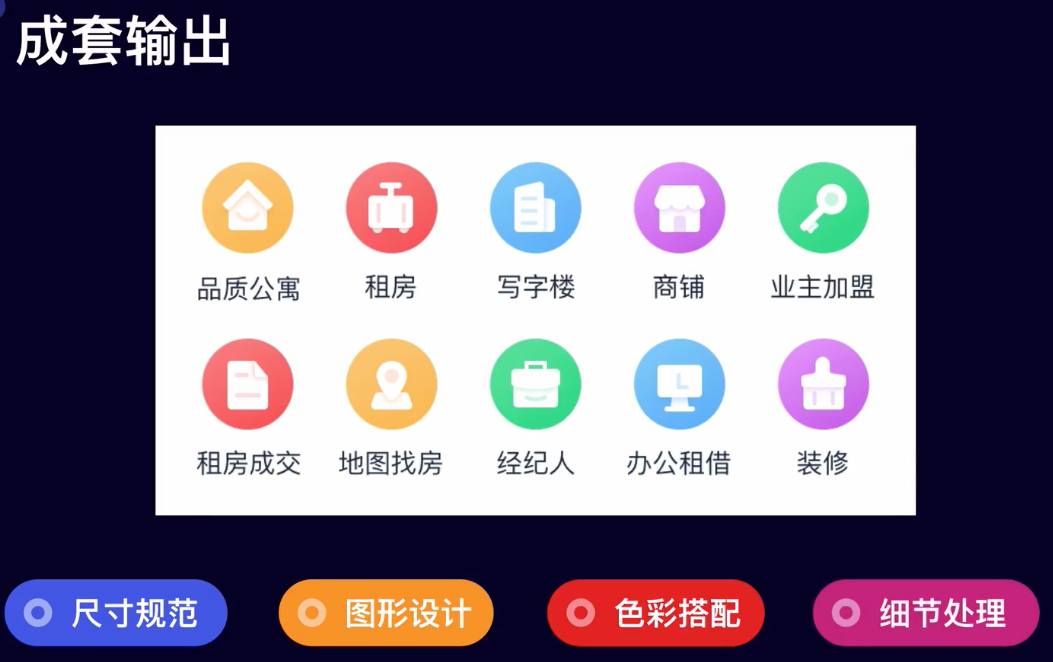 成套输出
品质公寓
租房
写字楼
商铺
业主加盟
租房成交
地图找房
经纪人
办公租借
装修
尺寸规范
图形设计
色彩搭配
细节处理